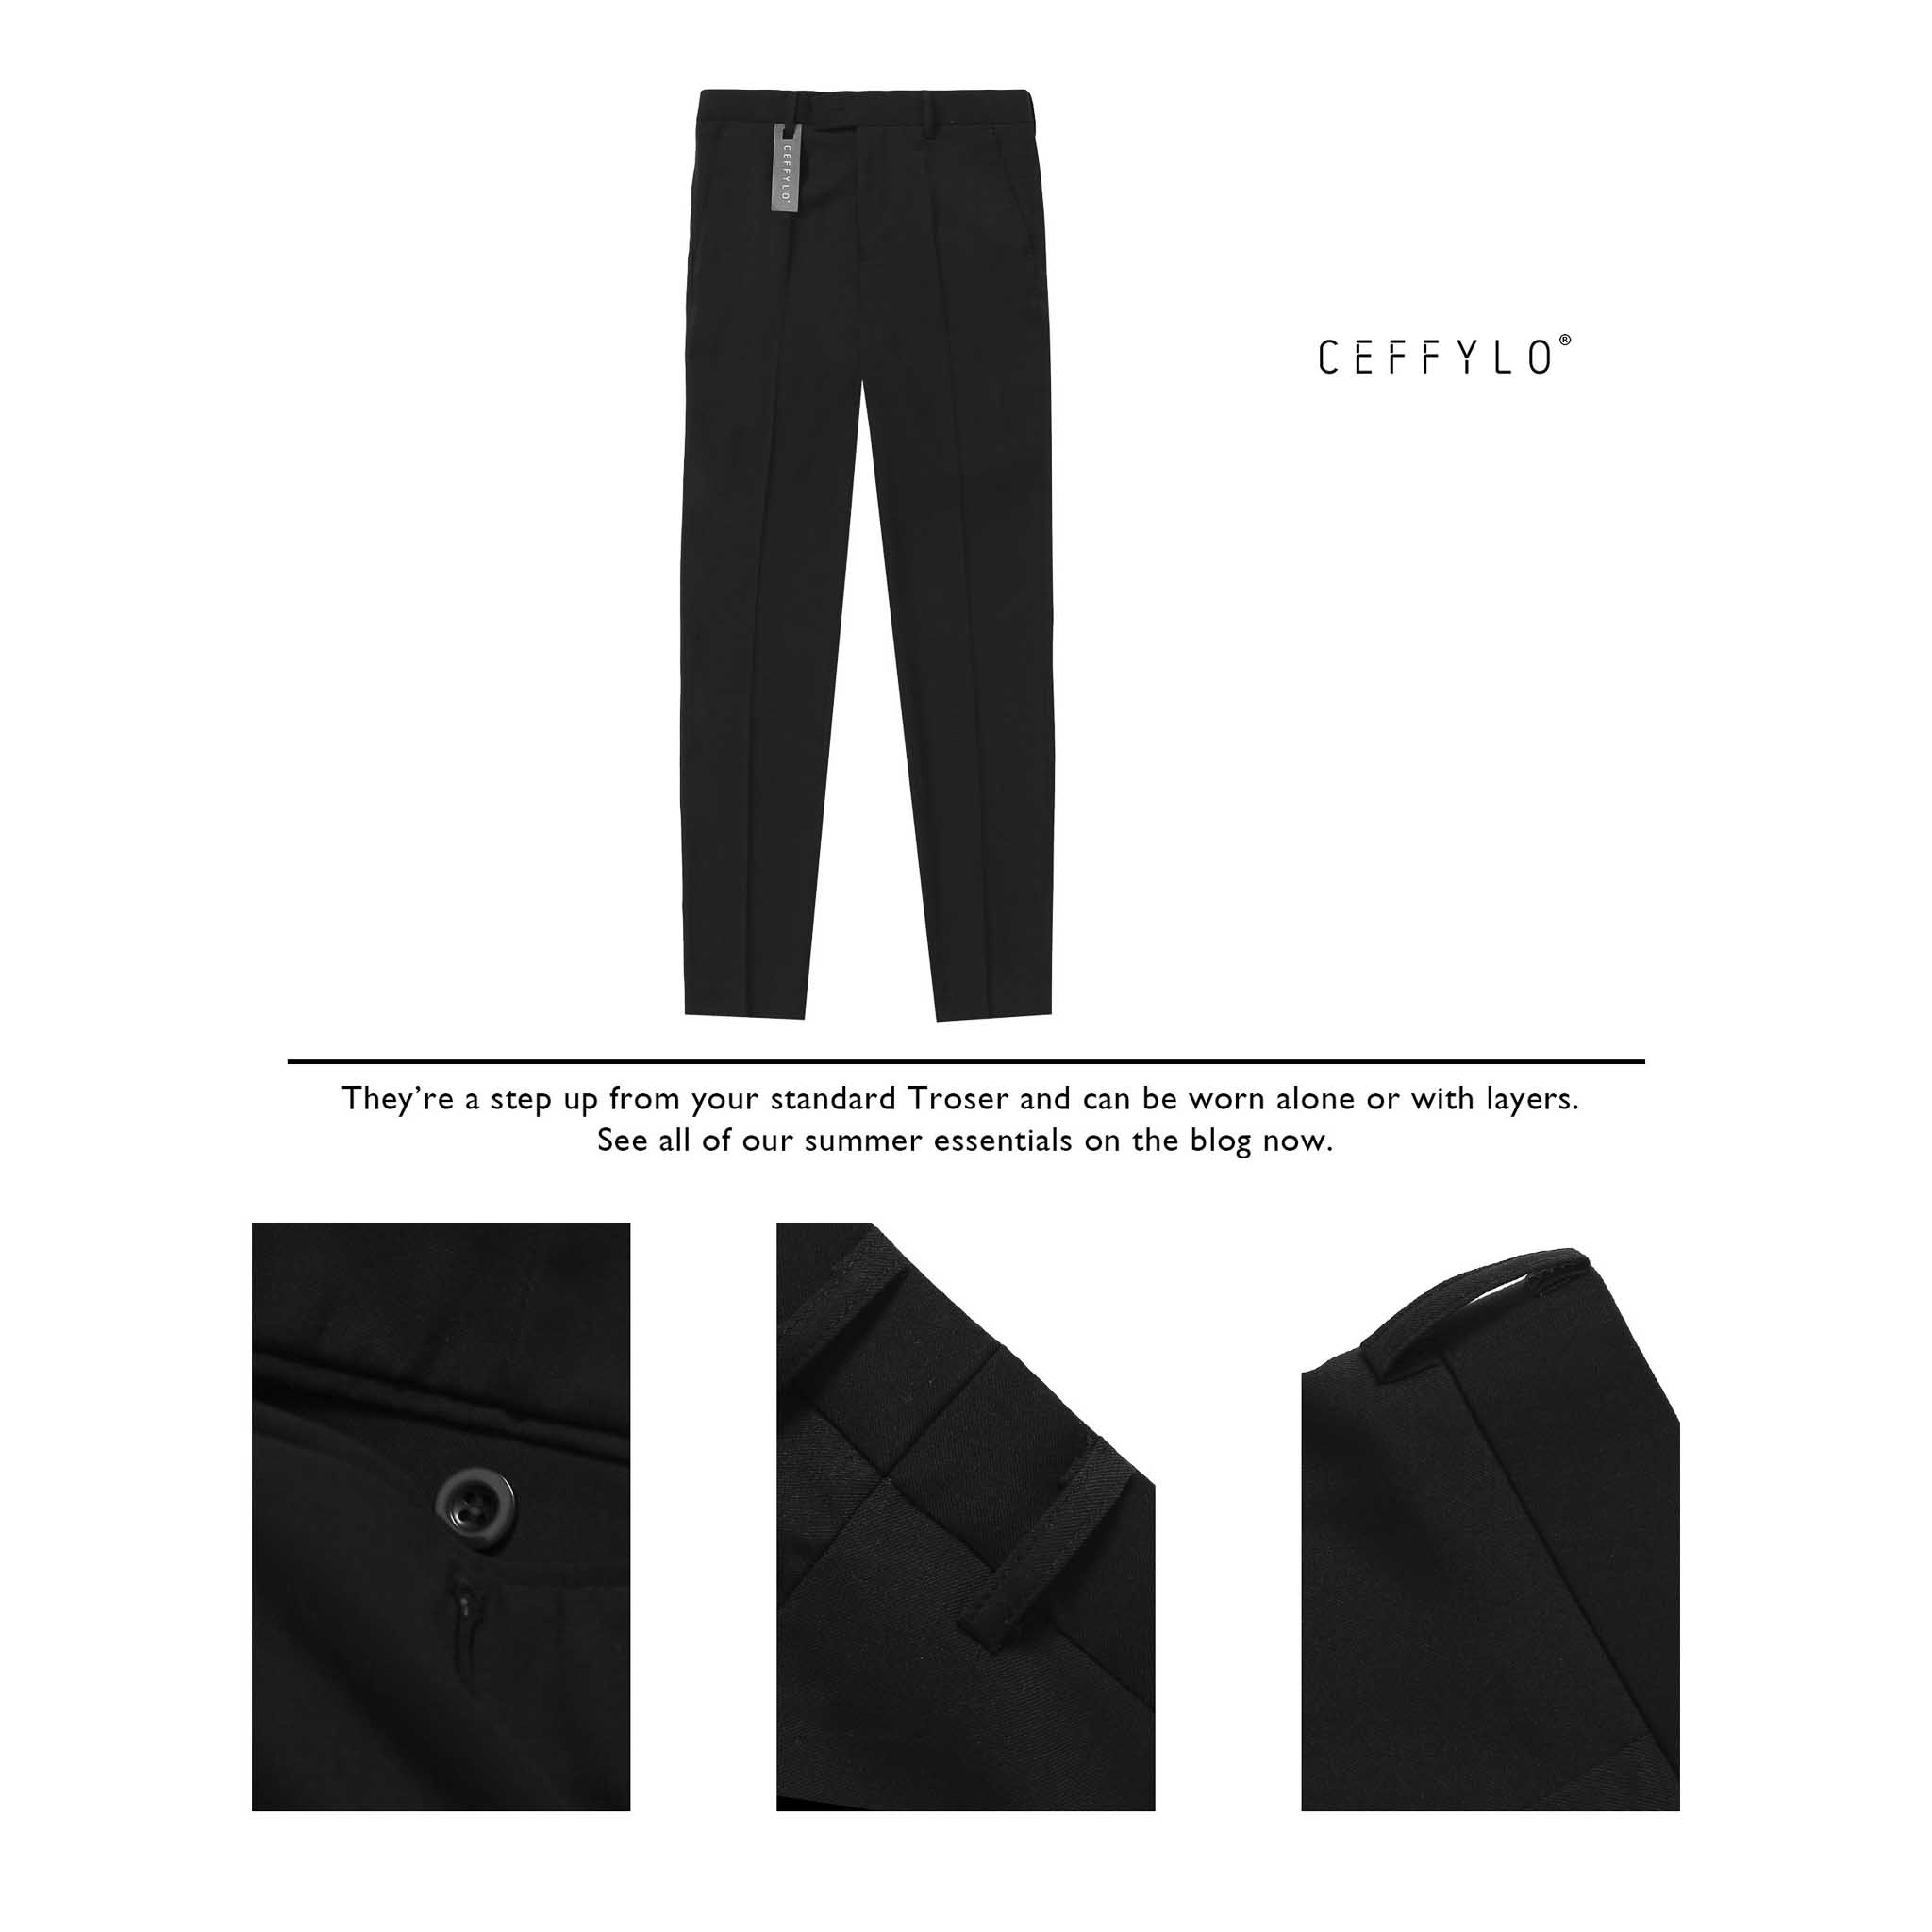 CEFFYLO®
CEFFYLO®
They’re a step up from your standard Troser and can be worn alone or with layers.
See all of our summer essentials on the blog now.